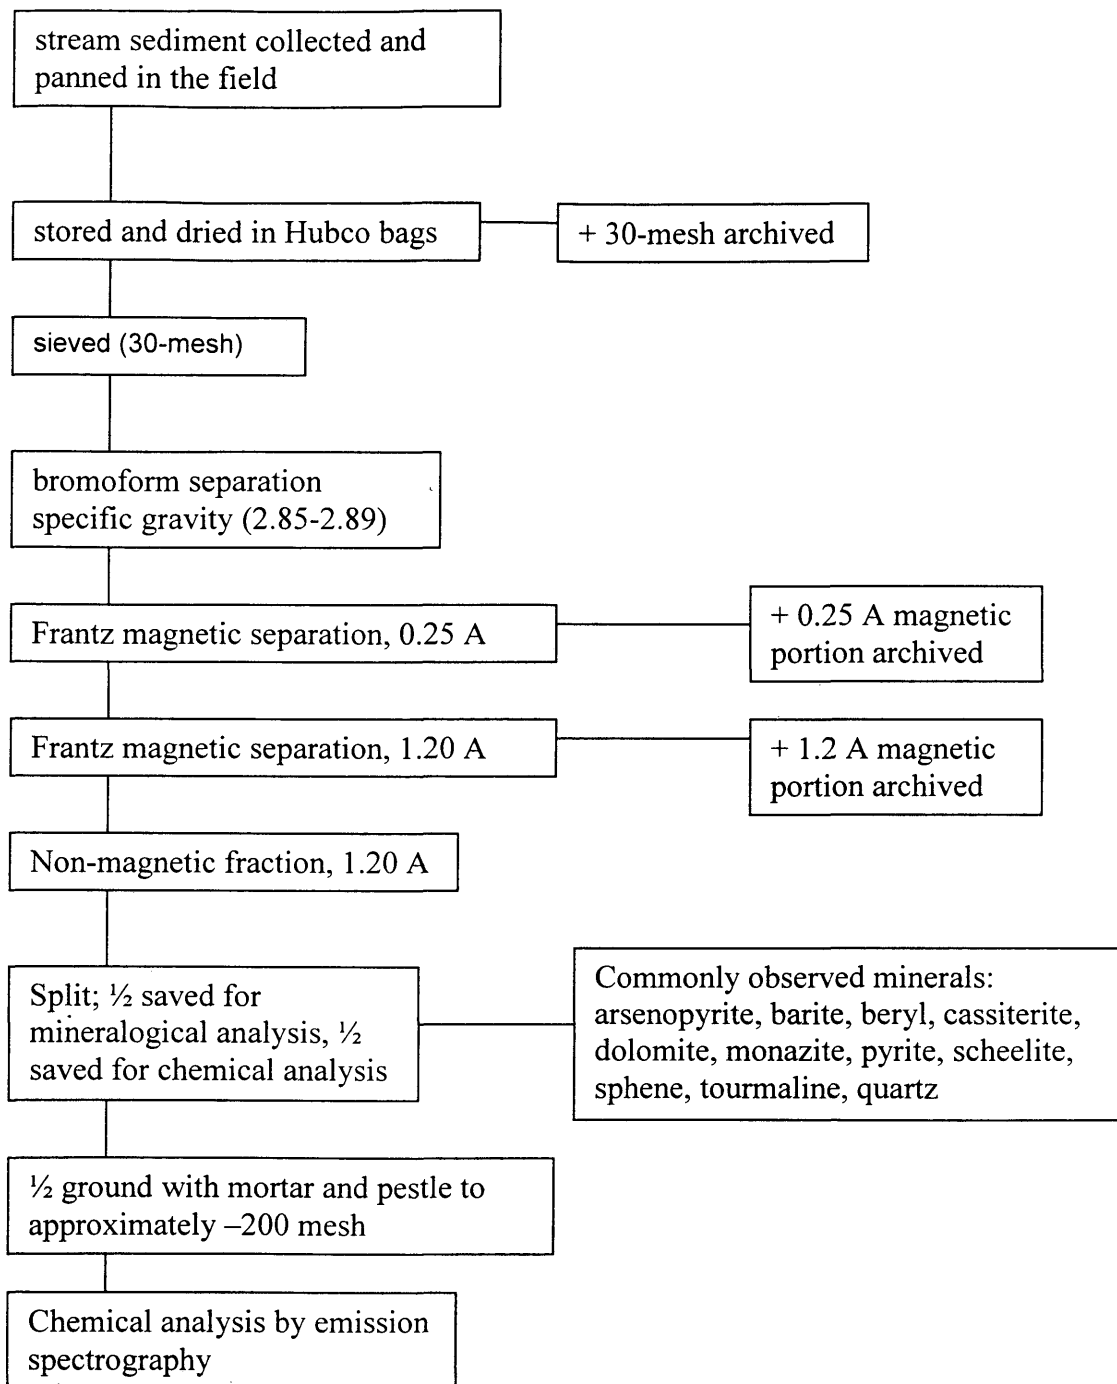 stream sediment collected and
panned in the field
stored and dried in Hubco bags
+ 30-mesh archived
sieved (30-mesh)
bromoform separation
specific gravity (2.85-2.89)
Frantz magnetic separation, 0.25 A
+ 0.25 A magnetic
portion archived
Frantz magnetic separation, 1.20 A
+ 1.2 A magnetic
portion archived
Non-magnetic fraction, 1.20 A
Split; ½ saved for
mineralogical analysis, ½
saved for chemical analysis
Commonly observed minerals:
arsenopyrite, barite, beryl, cassiterite,
dolomite, monazite, pyrite, scheelite,
sphene, tourmaline, quartz
½ ground with mortar and pestle to
approximately –200 mesh
Chemical analysis by emission
spectrography